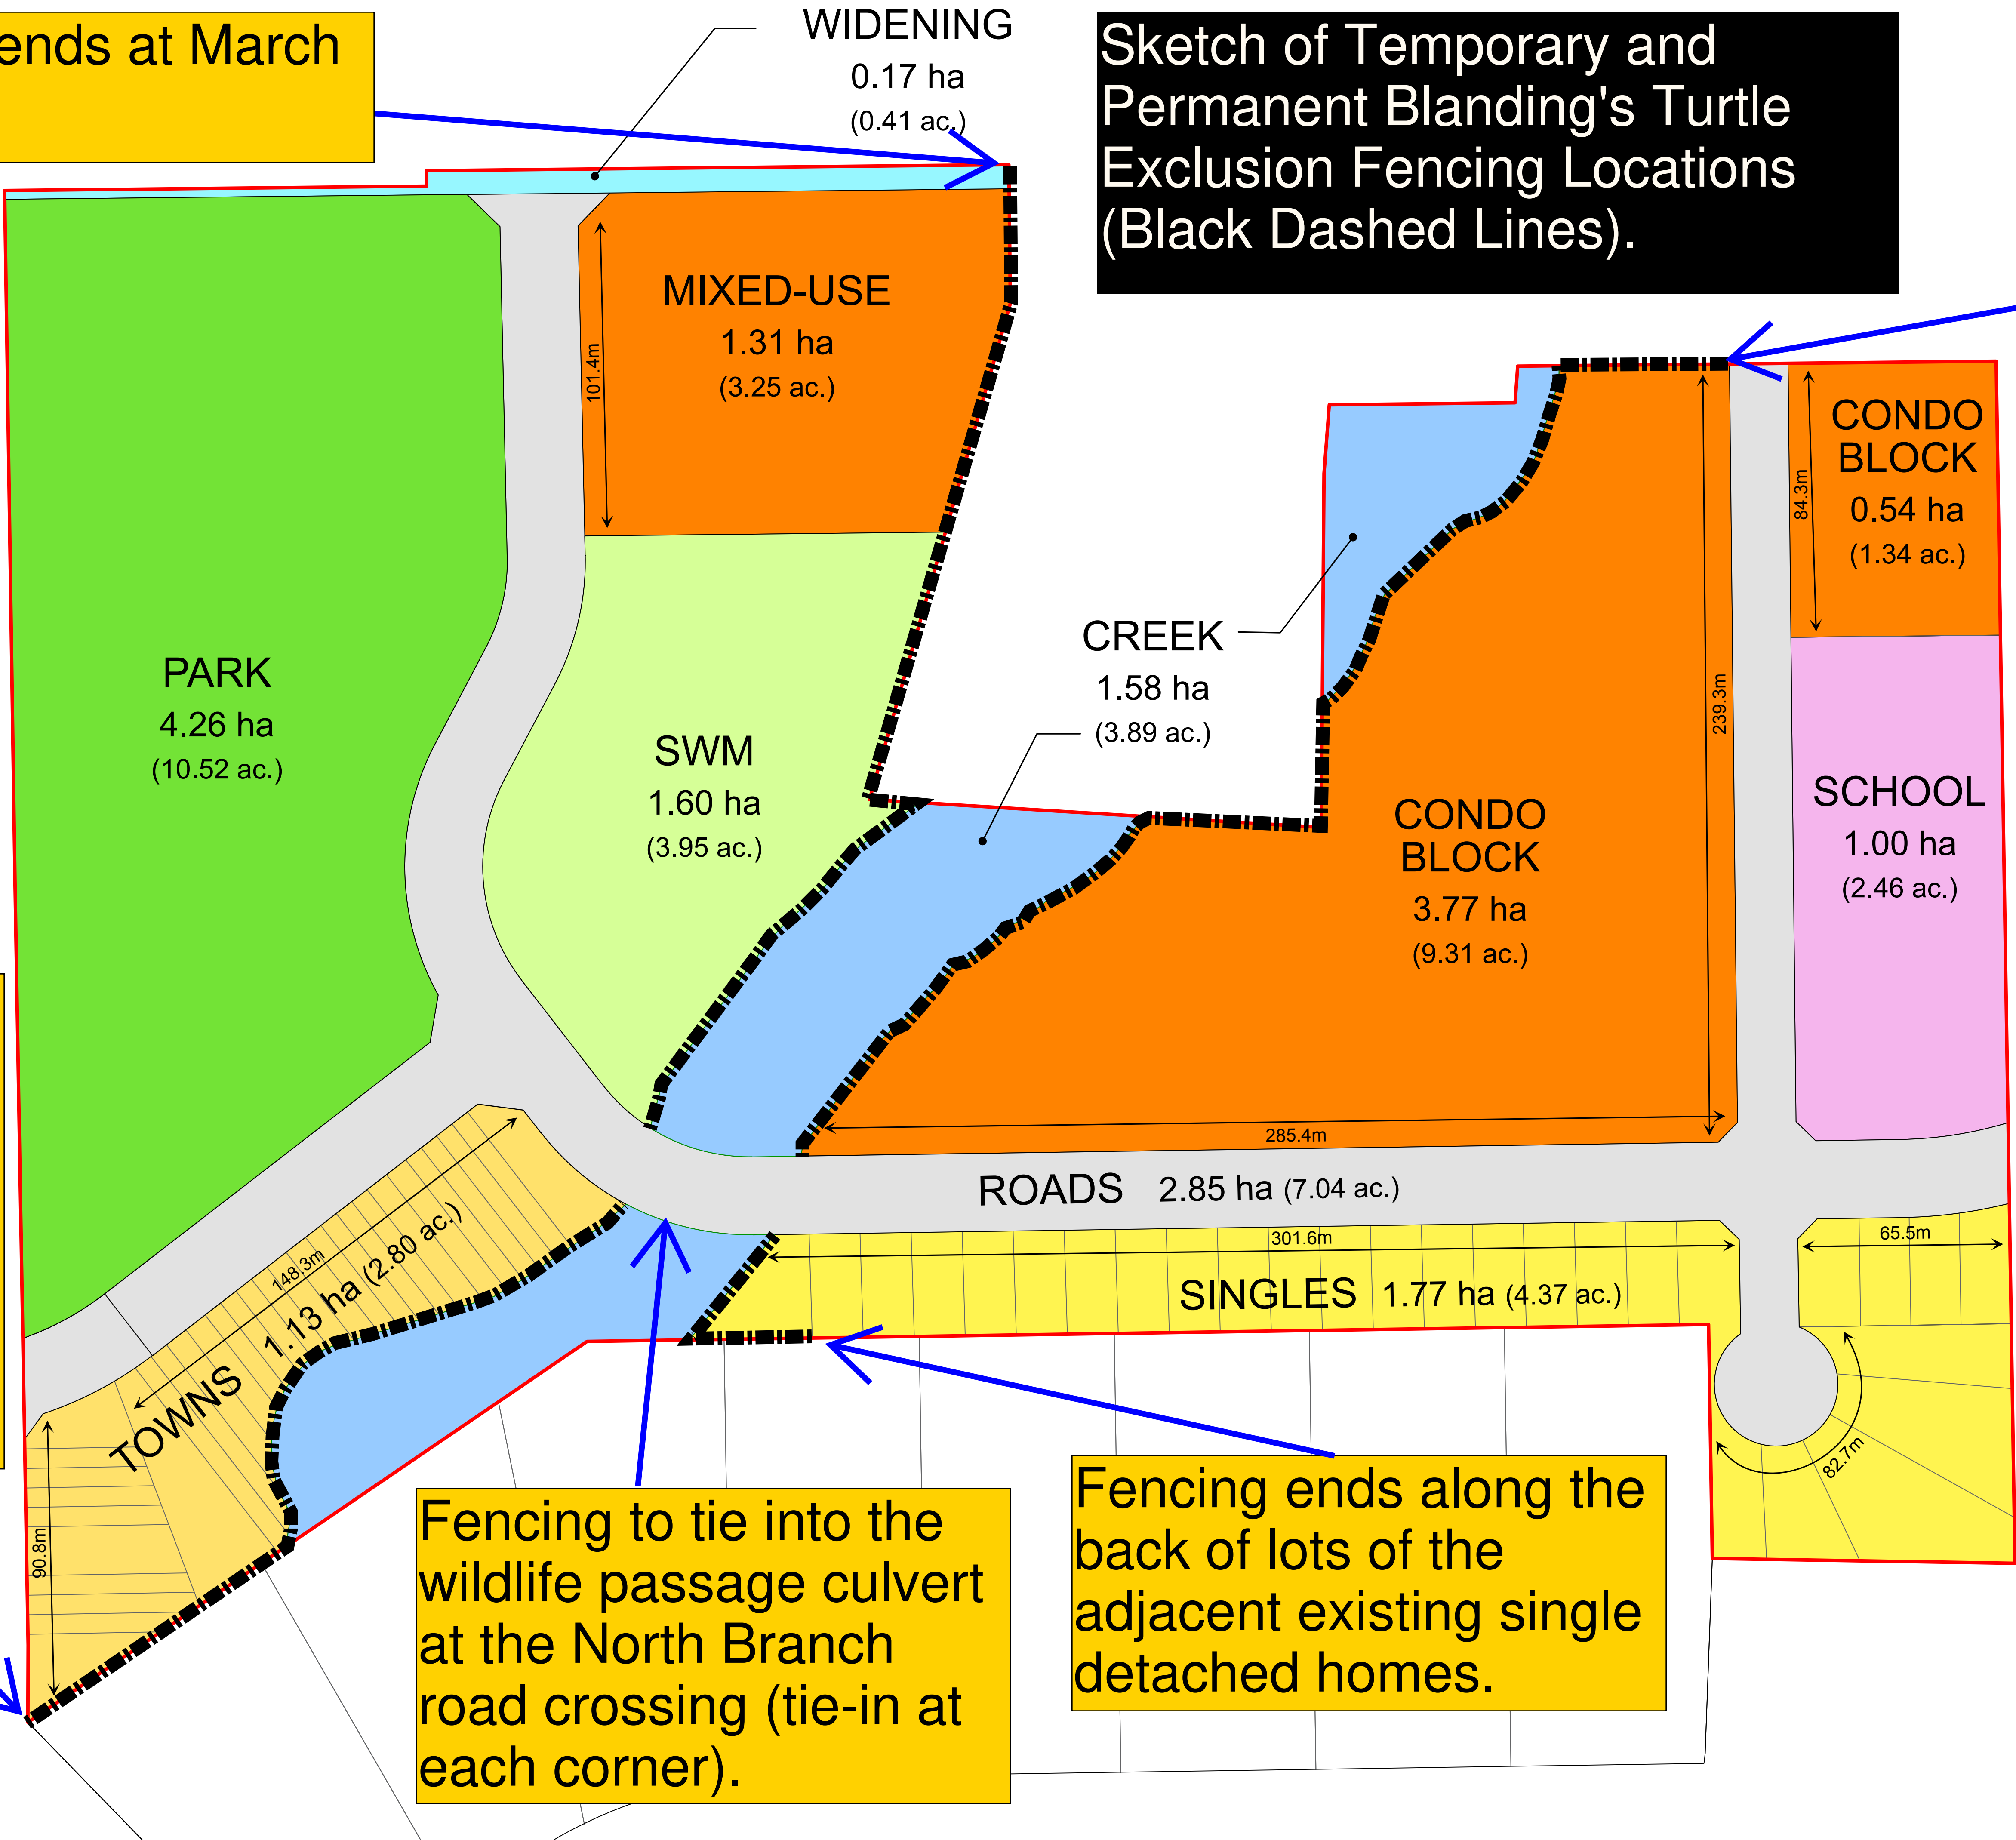 ends at March
WIDENING
0.17 ha
(0.41 ac.)
Sketch of Temporary and
Permanent Blanding's Turtle
Exclusion Fencing Locations
(Black Dashed Lines).
MIXED-USE
1.31 ha
(3.25 ac.)
101.4m
CONDO
BLOCK
0.54 ha
(1.34 ac.)
84.3m
CREEK
1.58 ha
(3.89 ac.)
239.3m
PARK
4.26 ha
(10.52 ac.)
SWM
1.60 ha
(3.95 ac.)
CONDO
BLOCK
3.77 ha
(9.31 ac.)
SCHOOL
1.00 ha
(2.46 ac.)
285.4m
ROADS 2.85 ha (7.04 ac.)
301.6m
65.5m
SINGLES 1.77 ha (4.37 ac.)
148.3m
TOWNS 1.13 ha (2.80 ac.)
90.8m
82.7m
Fencing to tie into the
wildlife passage culvert
at the North Branch
road crossing (tie-in at
each corner).
Fencing ends along the
back of lots of the
adjacent existing single
detached homes.